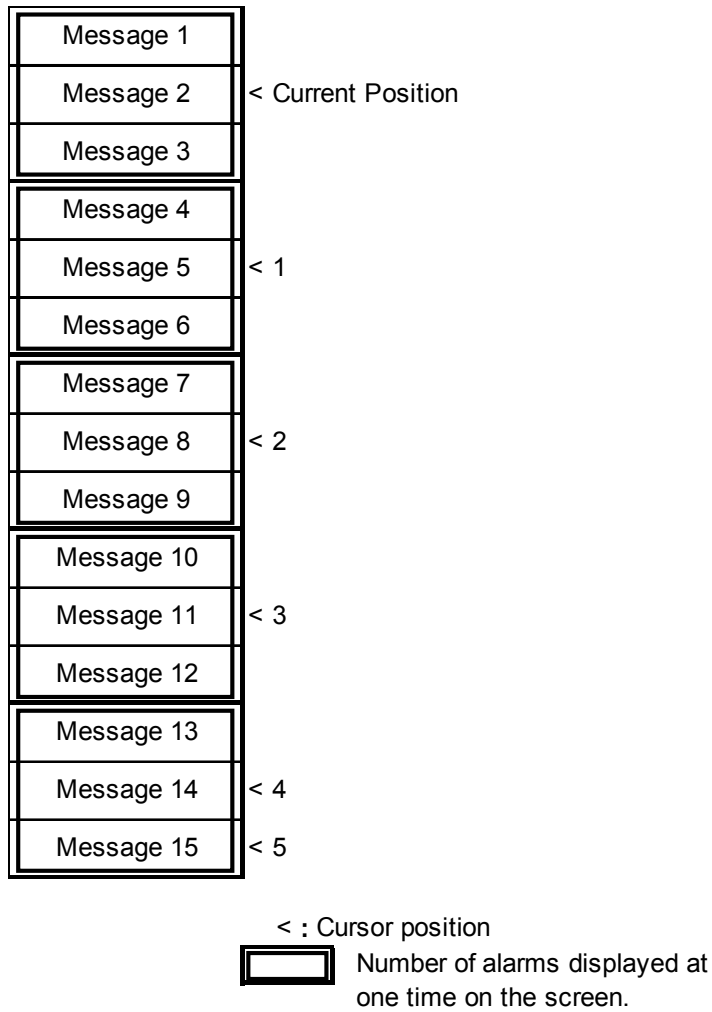 Message 1
Message 2 < Current Position
Message 3
Message 4
Message 5 < 1
Message 6
Message 7
Message 8 < 2
Message 9
Message 10
Message 11 < 3
Message 12
Message 13
Message 14 < 4
Message 15 < 5
< : Cursor position
Number of alarms displayed at
one time on the screen.